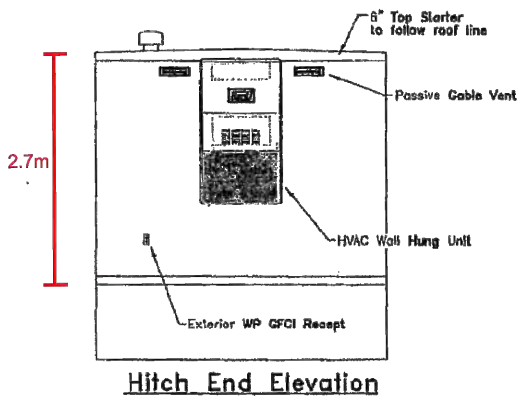 6" Top Starter
to follow roof line
Passive Gable Vent
2.7m
HVAC Wall Hung Unit
Exterior WP GFCI Recept
Hitch End Elevation